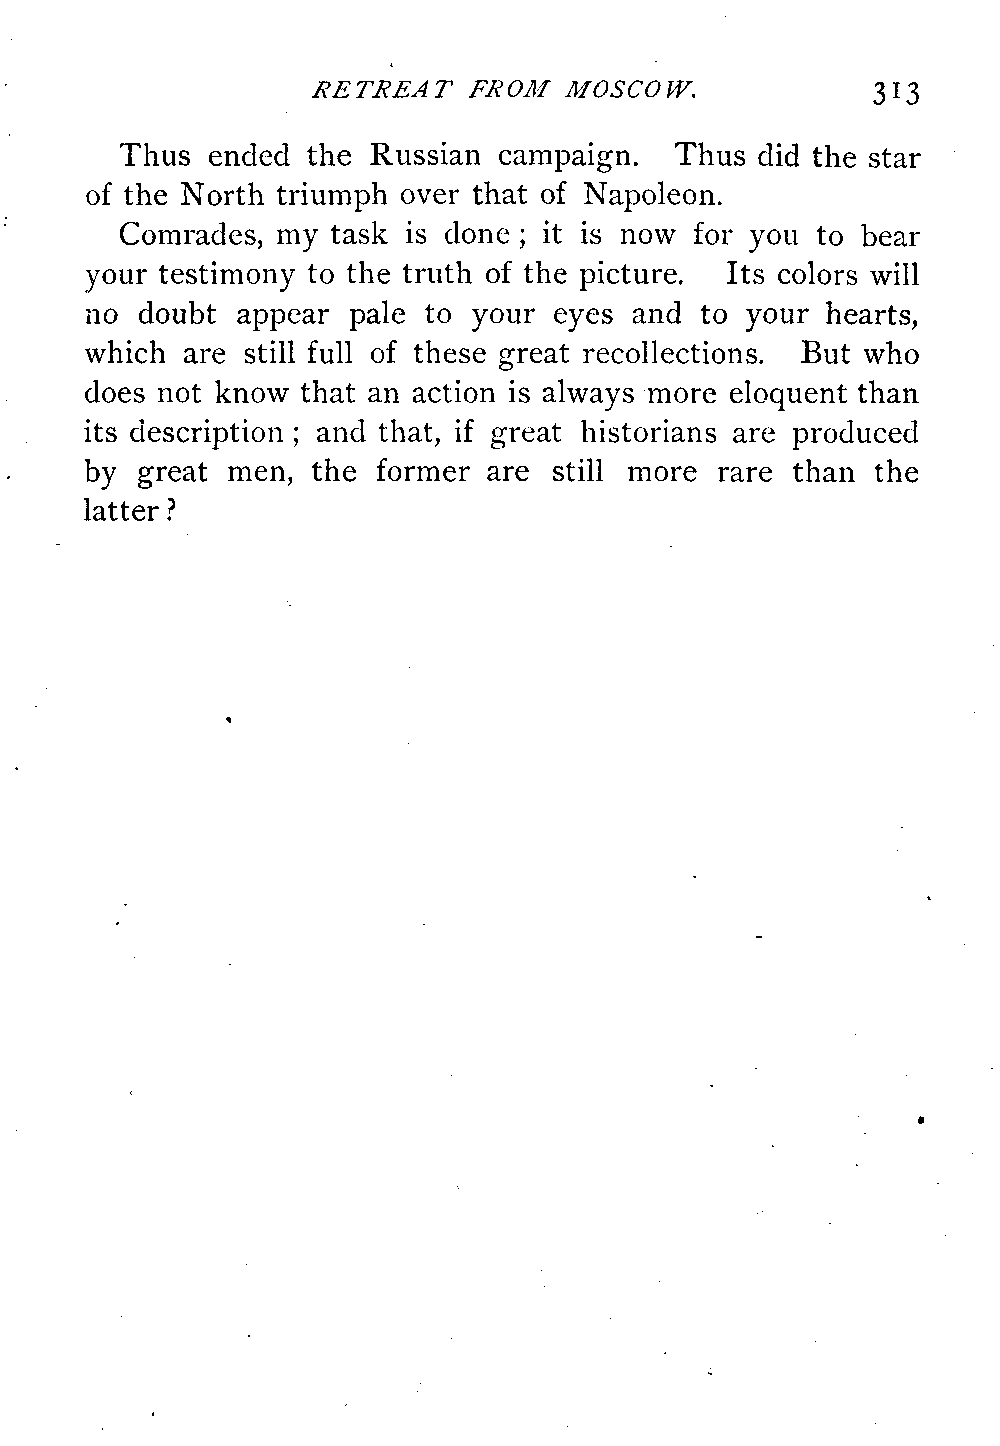 RETREAT FROM MOSCOW. 313
Thus ended the Russian campaign. Thus did the star
of the North triumph over that of Napoleon.
Comrades, my task is done ; it is now for you to bear
your testimony to the truth of the picture. Its colors will
no doubt appear pale to your eyes and to your hearts,
which are still full of these great recollections. But who
does not know that an action is always more eloquent than
its description ; and that, if great historians are produced
by great men, the former are still more rare than the
latter ?